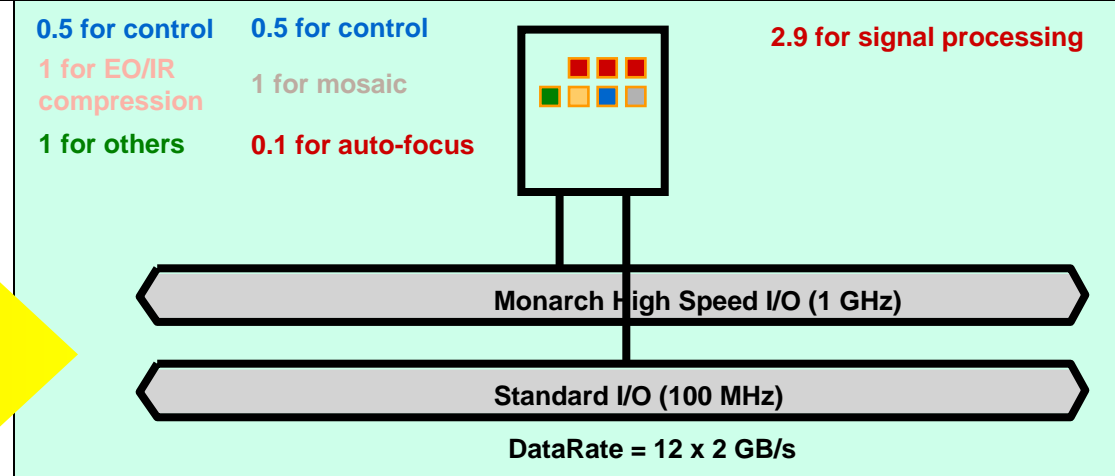 0.5 for control
1 for EO/IR
compression
1 for others
0.5 for control
1 for mosaic
0.1 for auto-focus
2.9 for signal processing
Monarch High Speed I/O (1 GHz)
Standard I/O (100 MHz)
DataRate = 12 x 2 GB/s